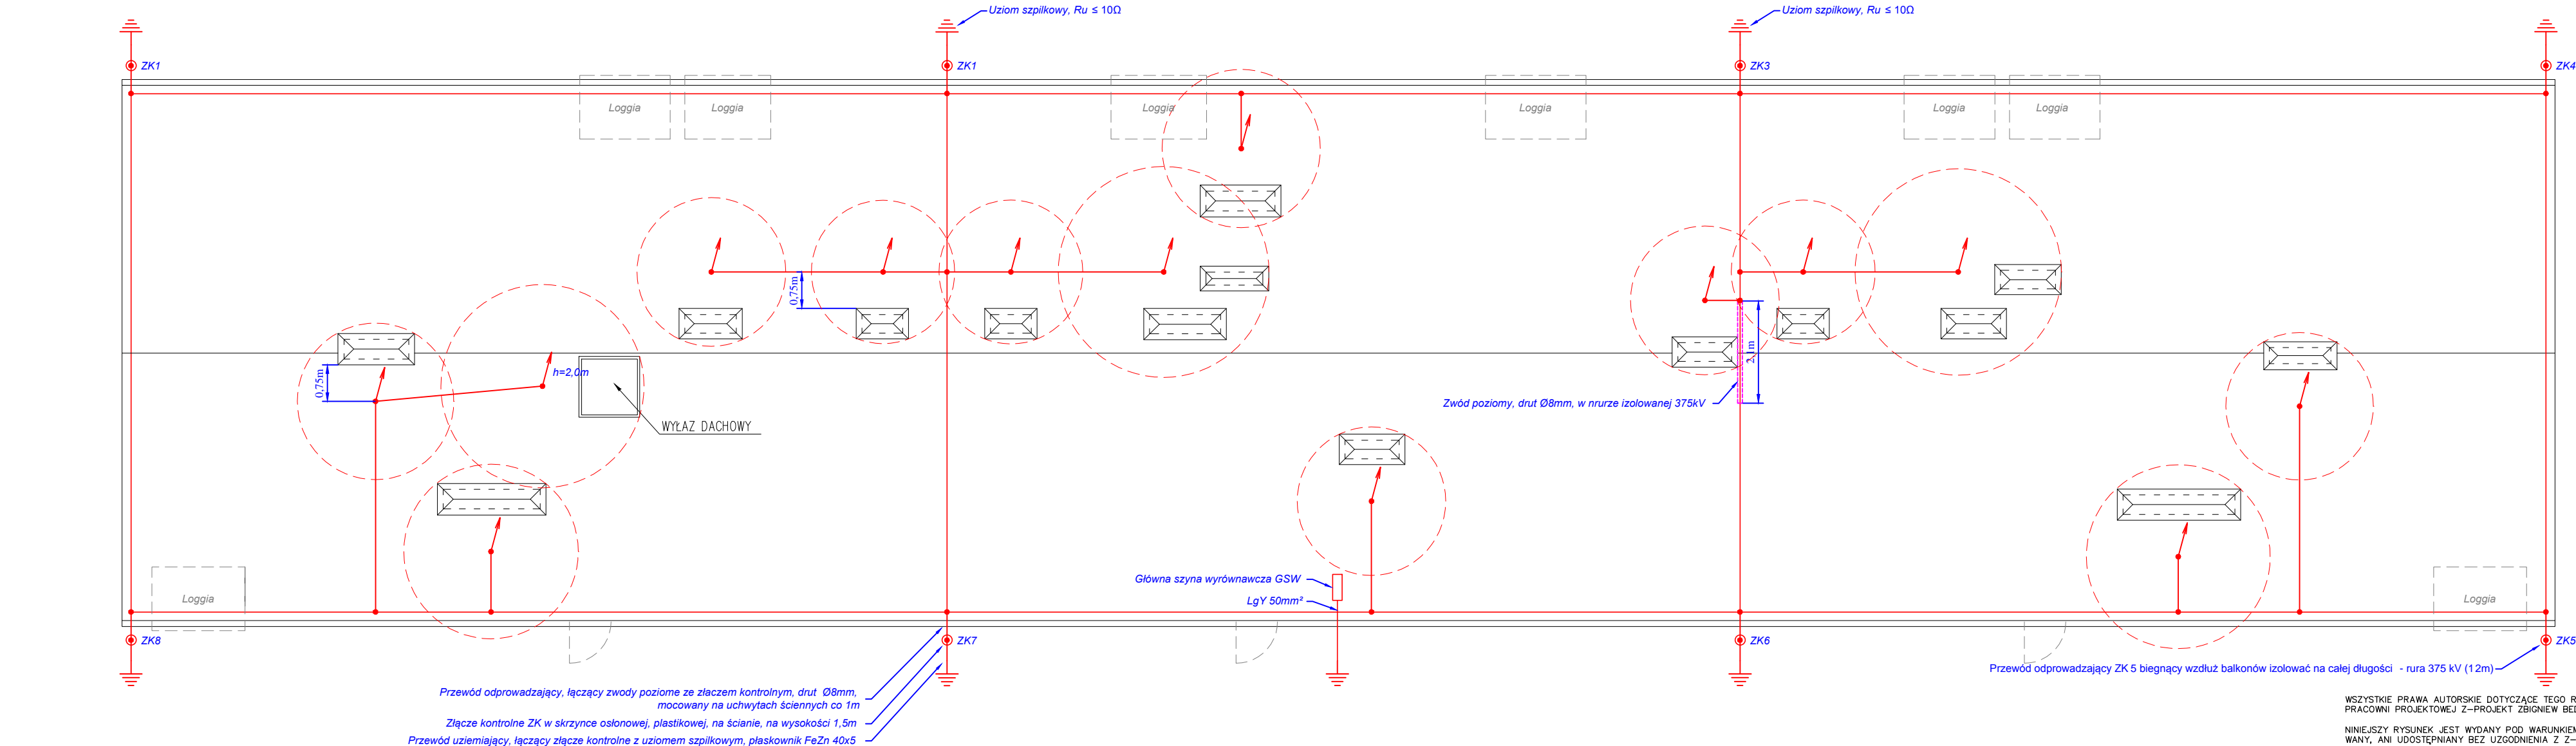 Uziom szpilkowy, Ru ≤ 10Ω
Uziom szpilkowy, Ru ≤ 10Ω
ZK1
ZK1
ZK3
ZK4
Loggia
Loggia
Loggia
Loggia
Loggia
Loggia
0,75m
0,75m
h=2,0m
2,1m
Zwód poziomy, drut Ø8mm, w nrurze izolowanej 375kV
WYŁAZ DACHOWY
Główna szyna wyrównawcza GSW
LgY 50mm²
Loggia
Loggia
ZK8
ZK7
ZK6
ZK5
Przewód odprowadzający ZK 5 biegnący wzdłuż balkonów izolować na całej długości - rura 375 kV (12m)
Przewód odprowadzający, łączący zwody poziome ze złaczem kontrolnym, drut Ø8mm,
mocowany na uchwytach ściennych co 1m
Złącze kontrolne ZK w skrzynce osłonowej, plastikowej, na ścianie, na wysokości 1,5m
Przewód uziemiający, łączący złącze kontrolne z uziomem szpilkowym, płaskownik FeZn 40x5
WSZYSTKIE PRAWA AUTORSKIE DOTYCZĄCE TEGO R
PRACOWNI PROJEKTOWEJ Z-PROJEKT ZBIGNIEW BED
NINIEJSZY RYSUNEK JEST WYDANY POD WARUNKIEM
WANY, ANI UDOSTĘPNIANY BEZ UZGODNIENIA Z Z-